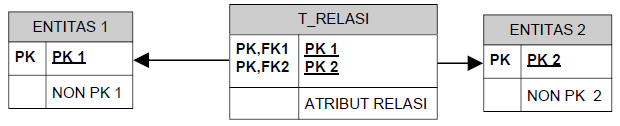 ENTITAS 1
PK PK 1
NON PK 1
T_RELASI
PK,FK1 PK 1
PK,FK2 PK 2
ATRIBUT RELASI
ENTITAS 2
PK PK 2
NON PK 2